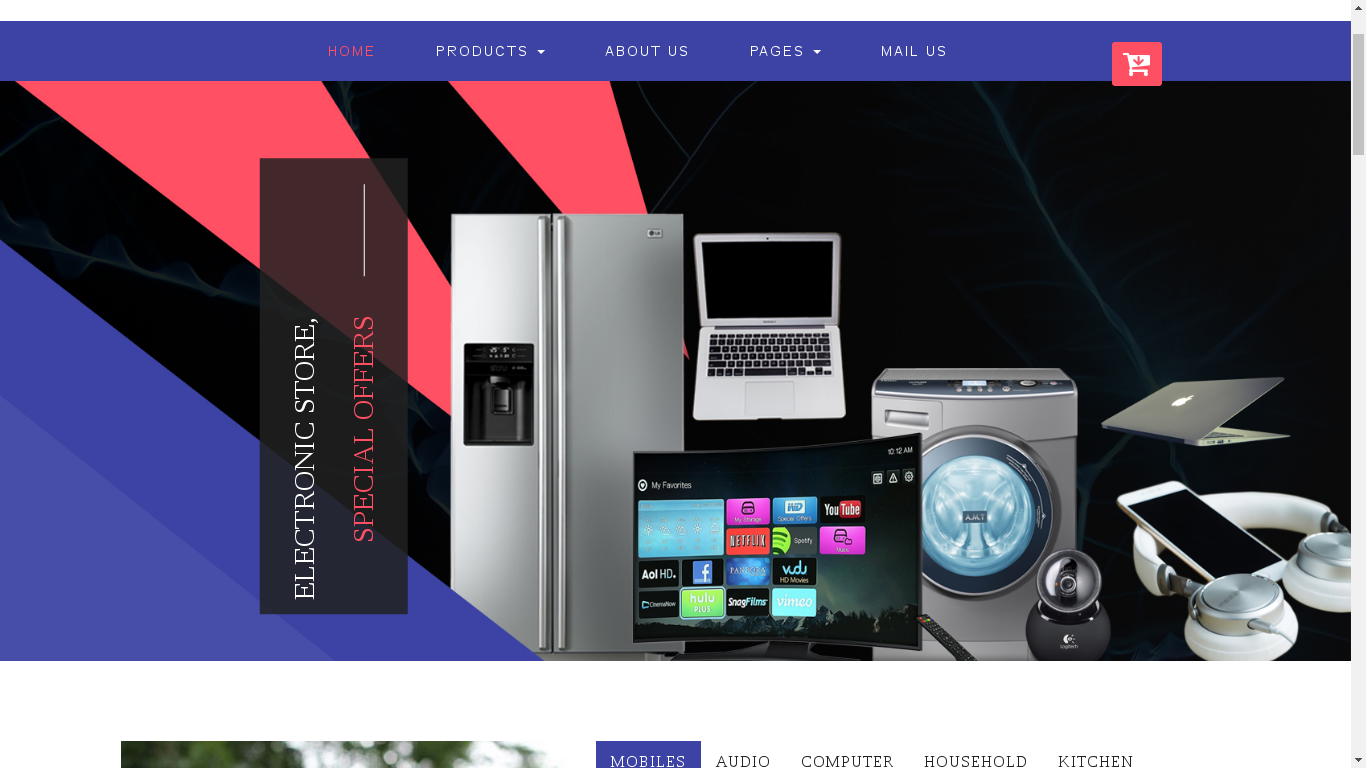 HOME
PRODUCTS
ABOUT US
PAGES
MAIL US
ELECTRONIC STORE,
SPECIAL OFFERS
LG
10:12 AM
My Favorites
My Storage
Special Offers
YouTube
NETFLIX
Spotify
Music
Aol HD.
PANDORA
vudu
HD Movies
CinemaNow
hulu
PLUS
SnagFilms
vimeo
Logitech
MOBILES
AUDIO
COMPUTER
HOUSEHOLD
KITCHEN